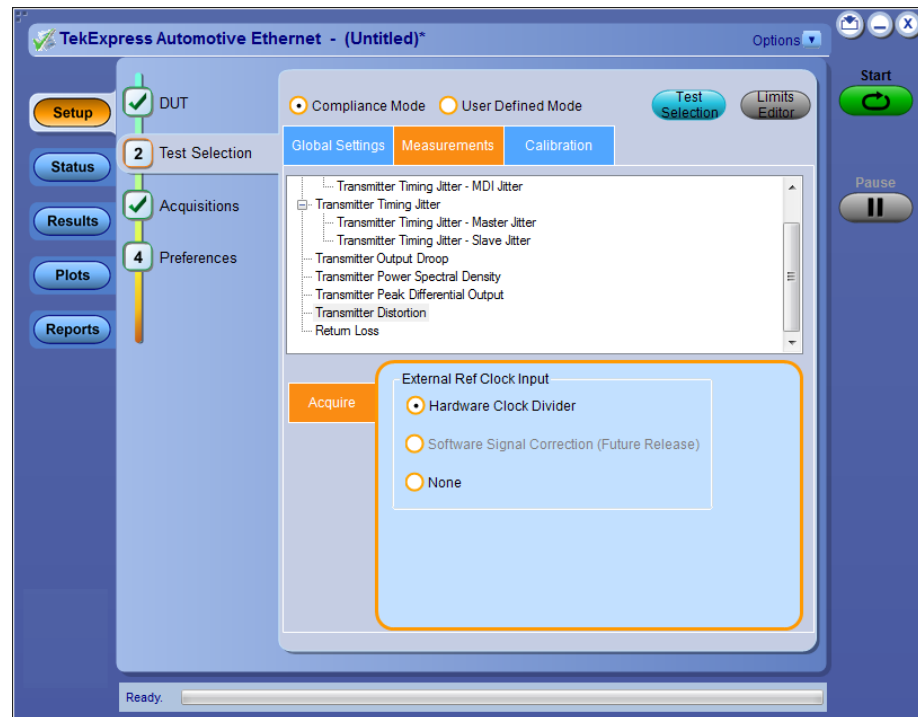 TekExpress Automotive Ethernet - (Untitled)*
Options
Start
Pause
Setup
Status
Results
Plots
Reports
DUT
2 Test Selection
Acquisitions
4 Preferences
Compliance Mode
User Defined Mode
Test Selection
Limits Editor
Global Settings
Measurements
Calibration
Transmitter Timing Jitter - MDI Jitter
Transmitter Timing Jitter
Transmitter Timing Jitter - Master Jitter
Transmitter Timing Jitter - Slave Jitter
Transmitter Output Droop
Transmitter Power Spectral Density
Transmitter Peak Differential Output
Transmitter Distortion
Return Loss
Acquire
External Ref Clock Input
Hardware Clock Divider
Software Signal Correction (Future Release)
None
Ready.